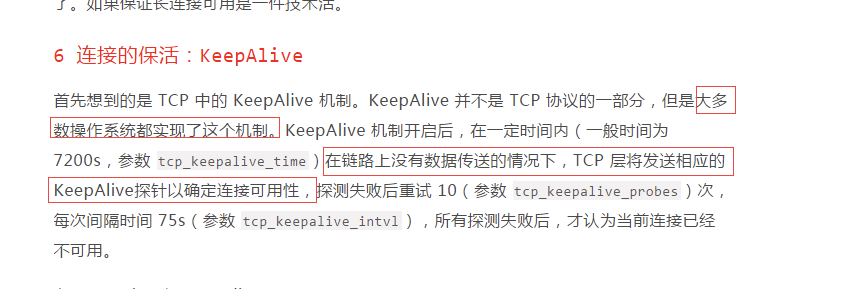 了。如果保证长连接可用是一件技术活。
6 连接的保活：KeepAlive
首先想到的是 TCP 中的 KeepAlive 机制。KeepAlive 并不是 TCP 协议的一部分，但是大多
数操作系统都实现了这个机制。KeepAlive 机制开启后，在一定时间内（一般时间为
7200s，参数 tcp_keepalive_time）在链路上没有数据传送的情况下，TCP 层将发送相应的
KeepAlive探针以确定连接可用性，探测失败后重试 10（参数 tcp_keepalive_probes）次，
每次间隔时间 75s（参数 tcp_keepalive_intvl），所有探测失败后，才认为当前连接已经
不可用。